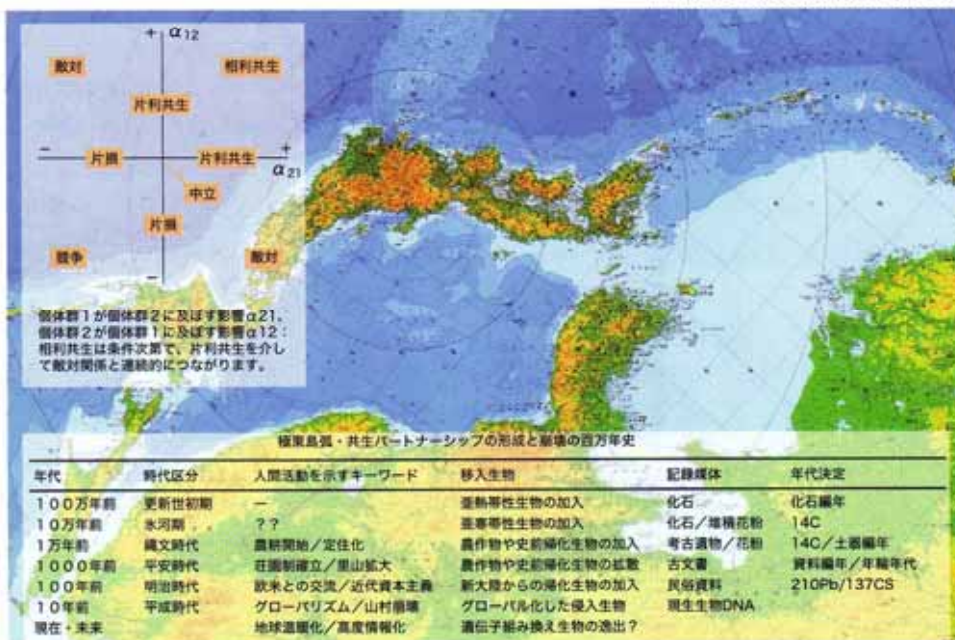 + α12
敵対
相利共生
片利共生
− 片損 片利共生 +
α21
中立
片損
競争
敵対
−
個体群1が個体群2に及ぼす影響α21、
個体群2が個体群1に及ぼす影響α12：
相利共生は条件次第で、片利共生を介し
て敵対関係と連続的につながります。
極東島弧・共生パートナーシップの形成と崩壊の百万年史
年代 時代区分 人間活動を示すキーワード 移入生物 記録媒体 年代決定
100万年前 更新世初期 − 亜熱帯性生物の加入 化石 化石編年
10万年前 氷河期 ?? 亜寒帯性生物の加入 化石／堆積花粉 14C
1万年前 縄文時代 農耕開始／定住化 農作物や史前帰化生物の加入 考古遺物／花粉 14C／土器編年
1000年前 平安時代 荘園制確立／里山拡大 農作物や史前帰化生物の拡散 古文書 資料編年／年輪年代
100年前 明治時代 欧米との交流／近代資本主義 新大陸からの帰化生物の加入 民俗資料 210Pb/137CS
10年前 平成時代 グローバリズム／山村崩壊 グローバル化した侵入生物 現生生物DNA
現在・未来 地球温暖化／高度情報化 遺伝子組み換え生物の逸出？